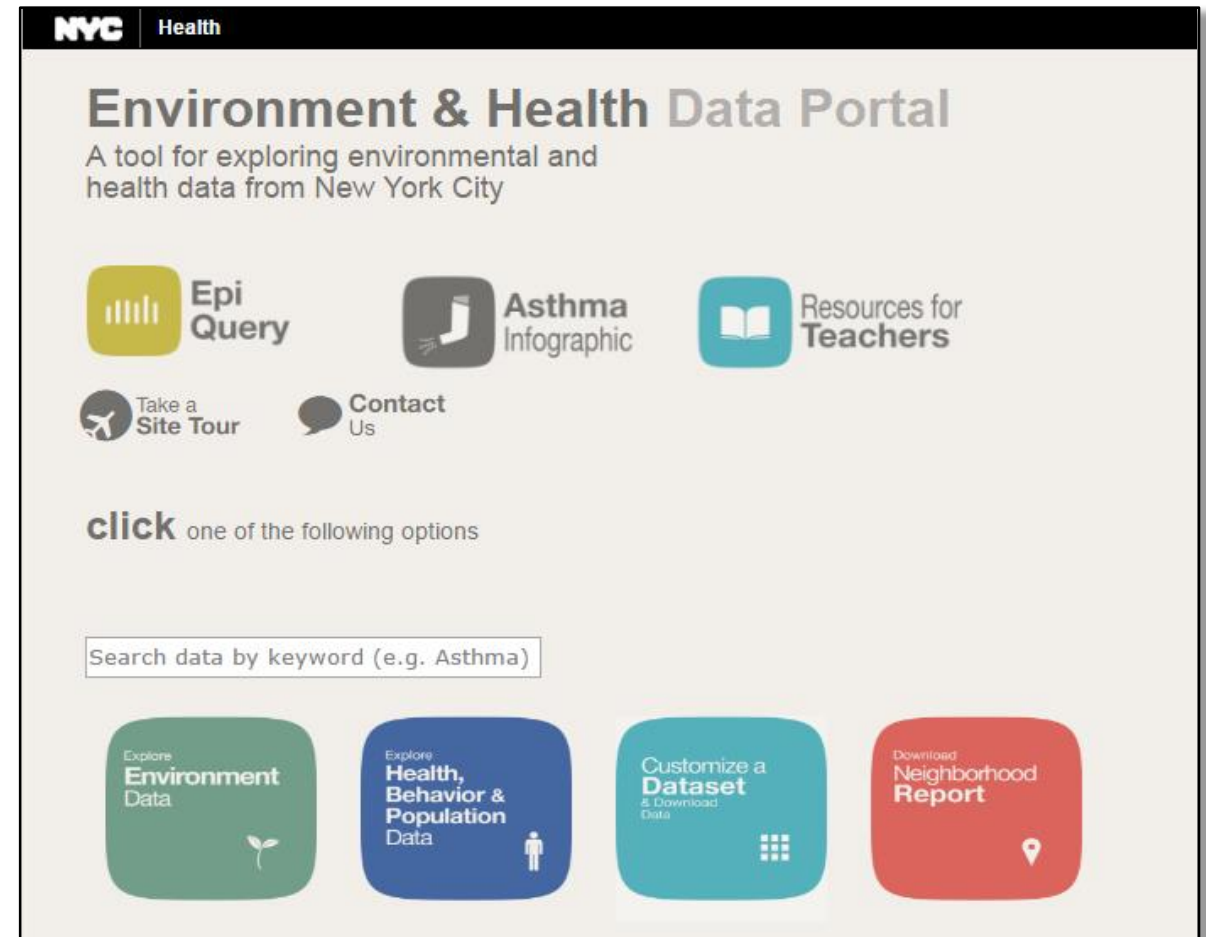 NYC Health
Environment & Health Data Portal
A tool for exploring environmental and
health data from New York City
Epi
Query
Asthma
Infographic
Resources for
Teachers
Take a
Site Tour
Contact
Us
click one of the following options
Search data by keyword (e.g. Asthma)
Explore
Environment
Data
Explore
Health,
Behavior &
Population
Data
Customize a
Dataset
& Download
Data
Download
Neighborhood
Report